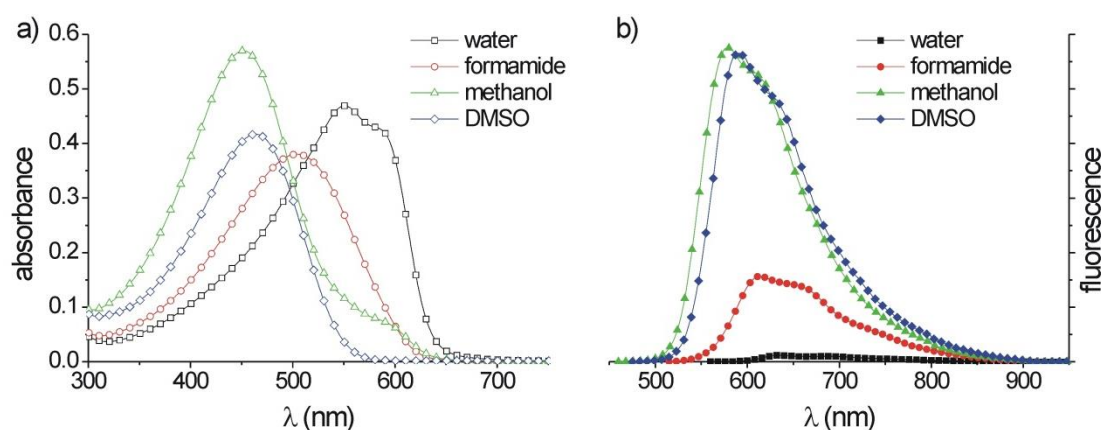 a)
water
formamide
methanol
DMSO
0.6
0.5
0.4
0.3
0.2
0.1
0.0
absorbance
300 400 500 600 700
λ (nm)
b)
water
formamide
methanol
DMSO
fluorescence
500 600 700 800 900
λ (nm)